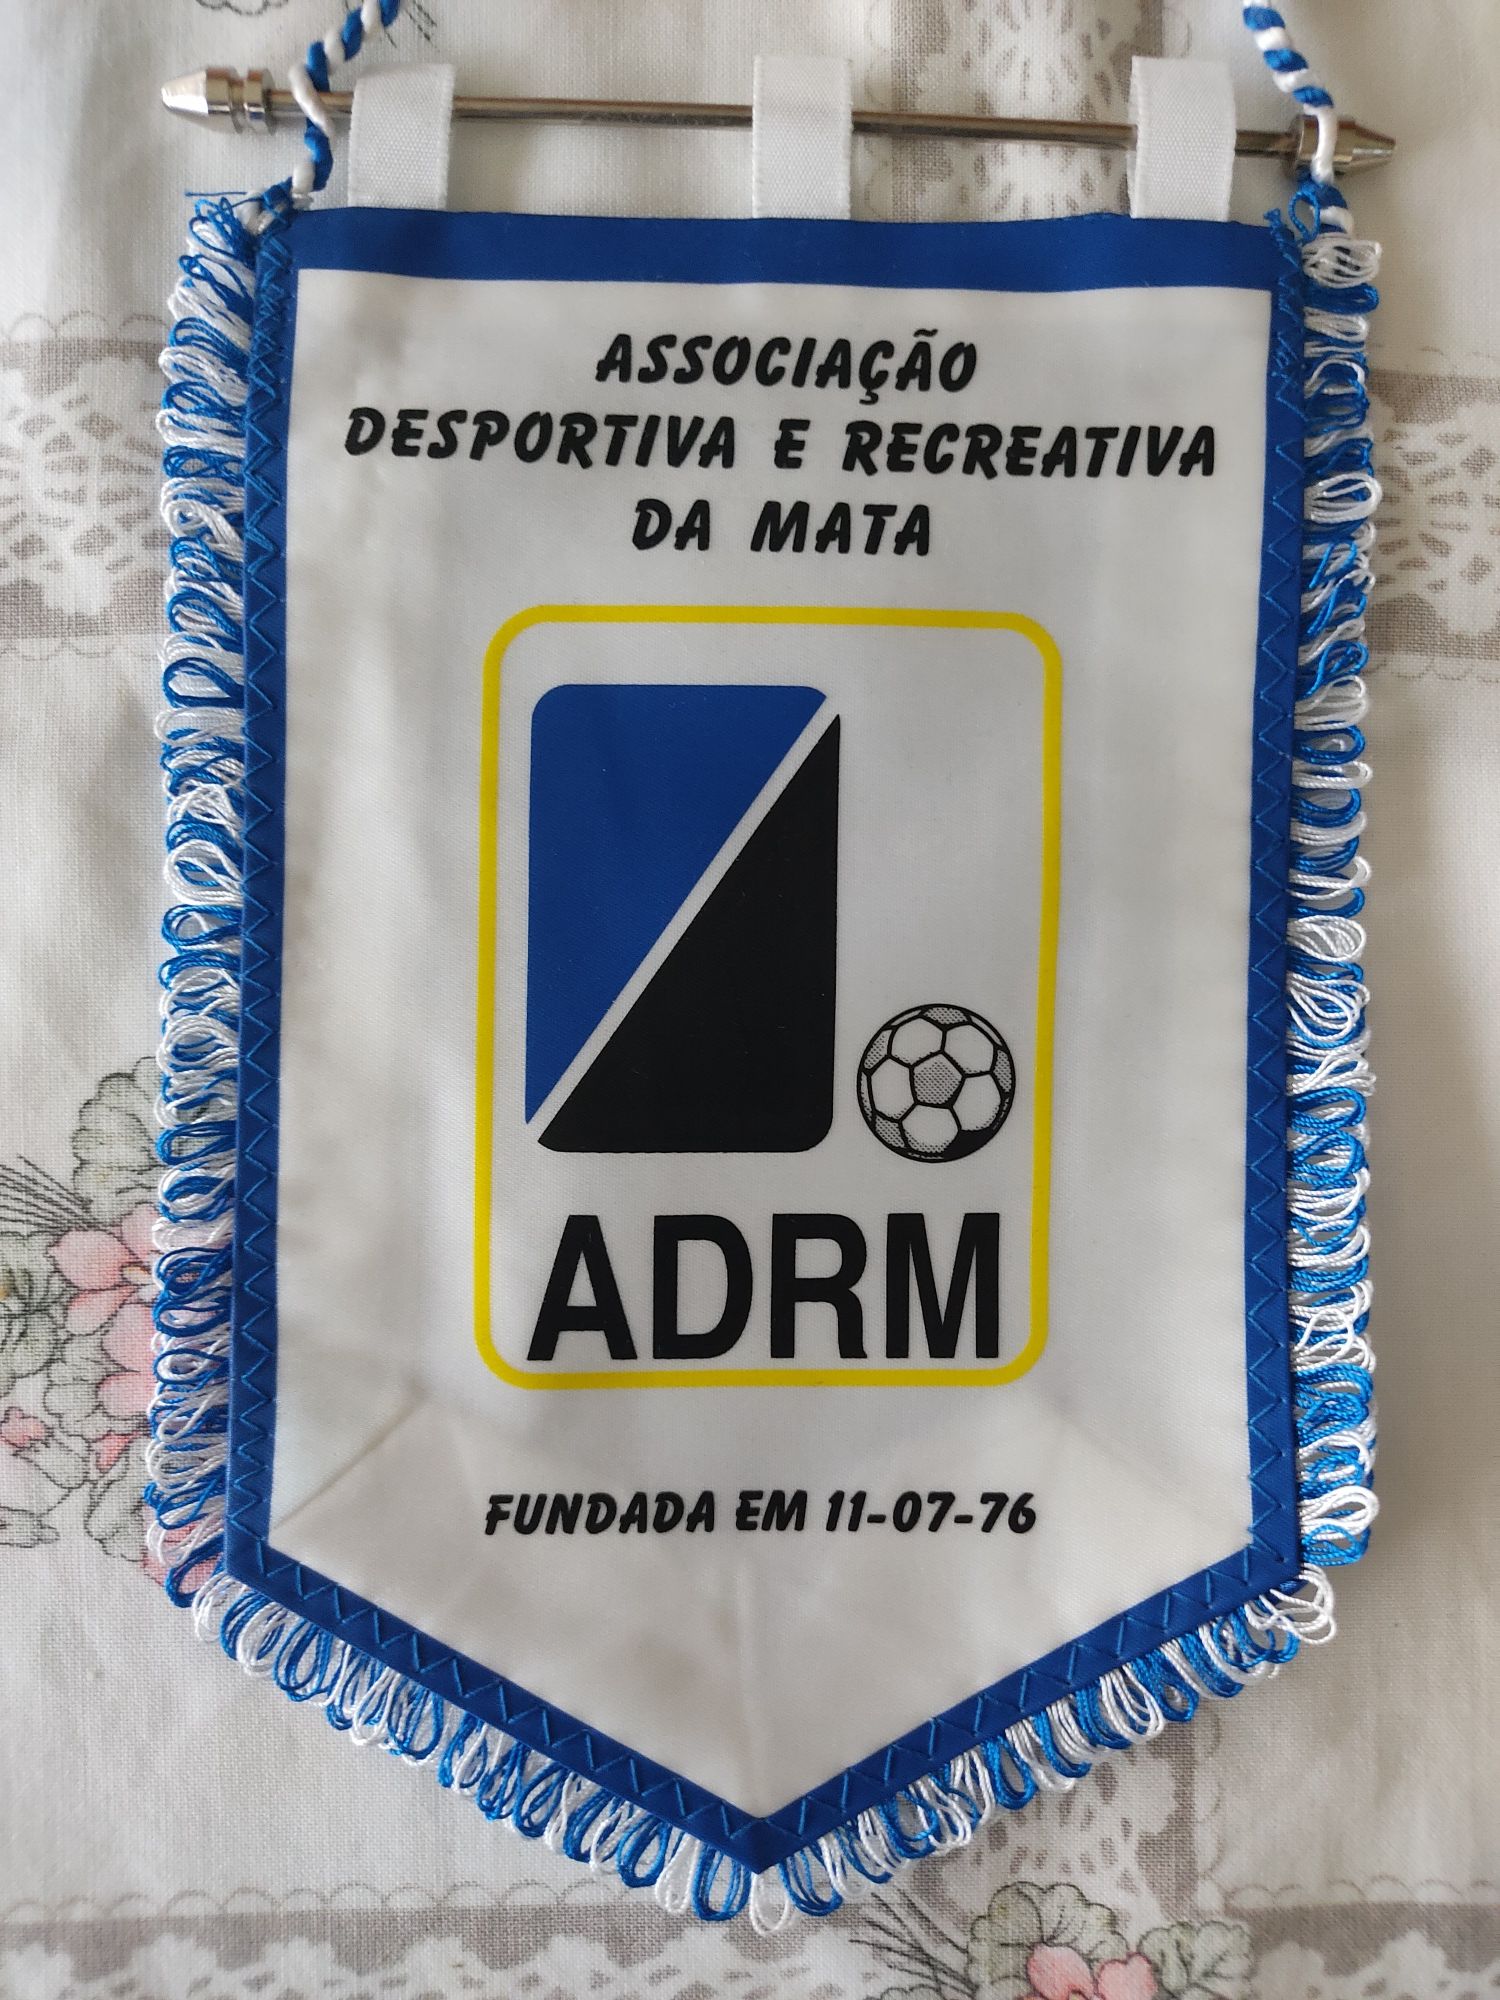 ASSOCIAÇÃO
DESPORTIVA E RECREATIVA
DA MATA
ADRM
FUNDADA EM 11-07-76